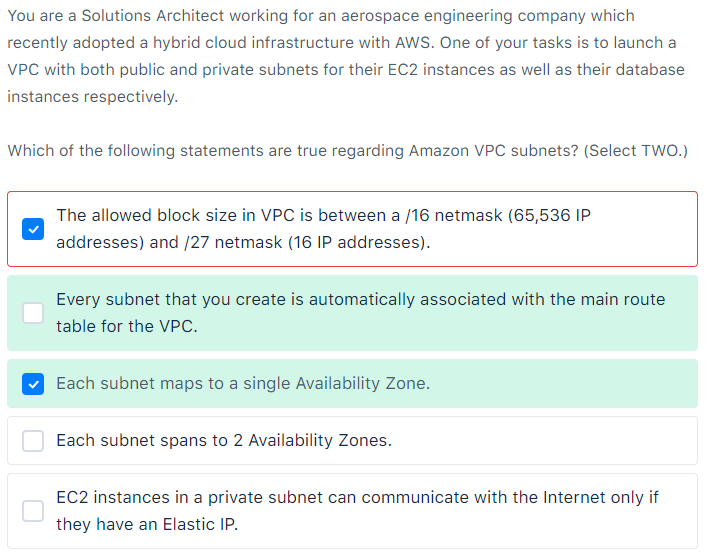 You are a Solutions Architect working for an aerospace engineering company which
recently adopted a hybrid cloud infrastructure with AWS. One of your tasks is to launch a
VPC with both public and private subnets for their EC2 instances as well as their database
instances respectively.
Which of the following statements are true regarding Amazon VPC subnets? (Select TWO.)
The allowed block size in VPC is between a /16 netmask (65,536 IP
addresses) and /27 netmask (16 IP addresses).
Every subnet that you create is automatically associated with the main route
table for the VPC.
Each subnet maps to a single Availability Zone.
Each subnet spans to 2 Availability Zones.
EC2 instances in a private subnet can communicate with the Internet only if
they have an Elastic IP.